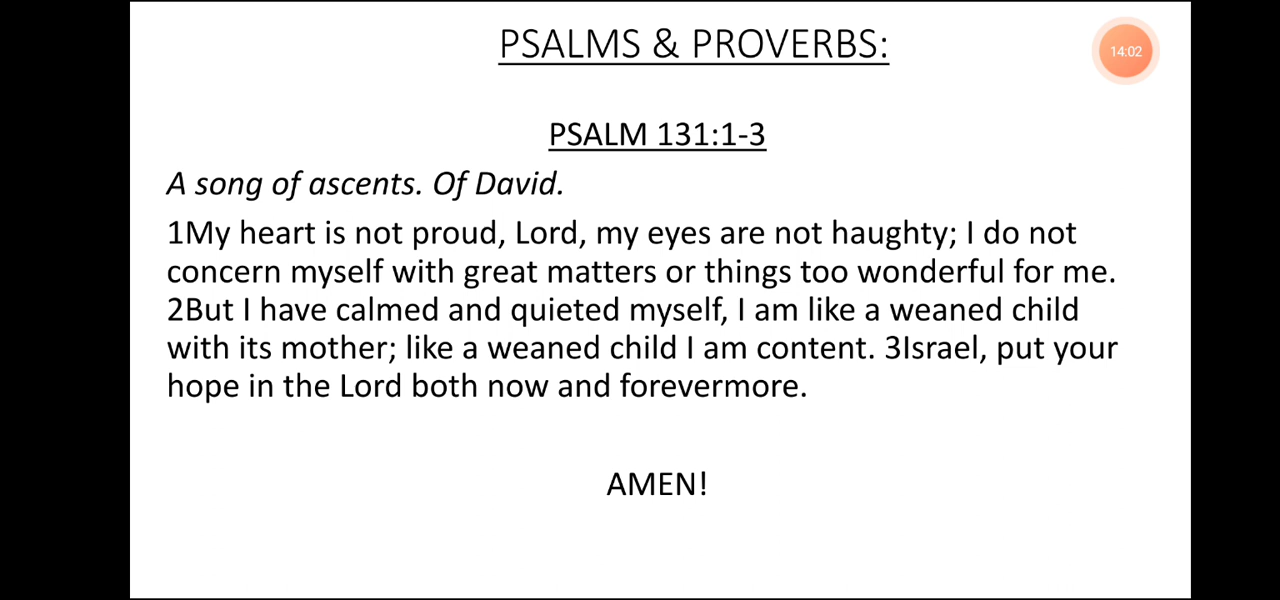 PSALMS & PROVERBS:
14:02
PSALM 131:1-3
A song of ascents. Of David.
1My heart is not proud, Lord, my eyes are not haughty; I do not
concern myself with great matters or things too wonderful for me.
2But I have calmed and quieted myself, I am like a weaned child
with its mother; like a weaned child I am content. 3Israel, put your
hope in the Lord both now and forevermore.
AMEN!